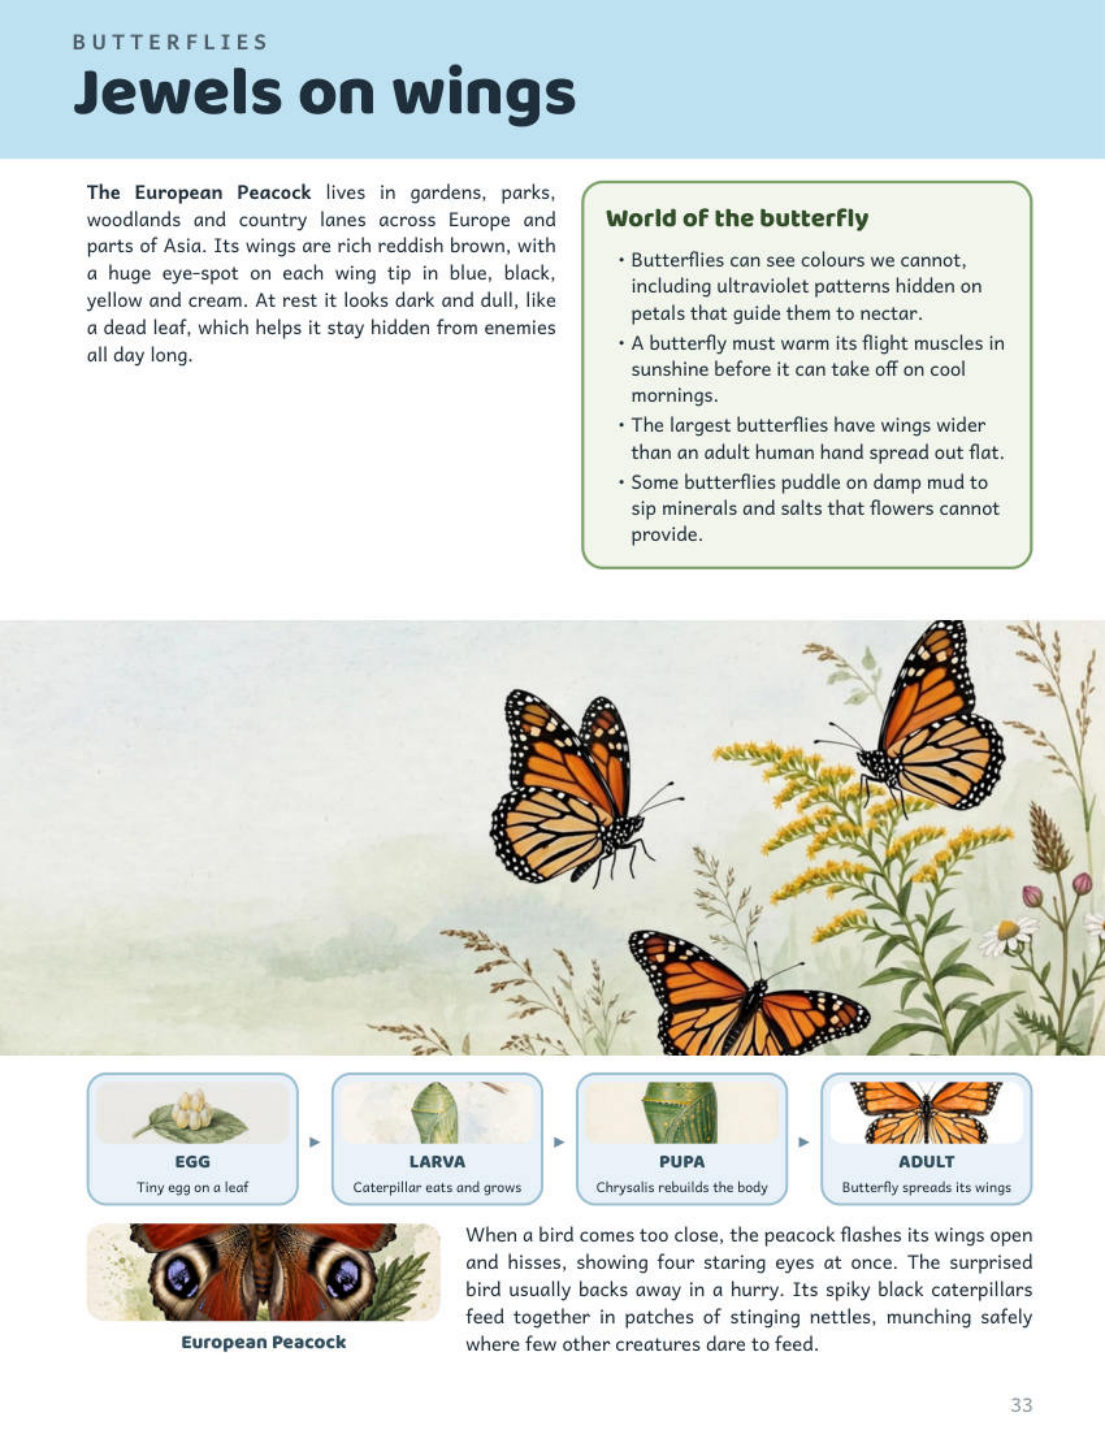 BUTTERFLIES
Jewels on wings
The European Peacock lives in gardens, parks,
woodlands and country lanes across Europe and
parts of Asia. Its wings are rich reddish brown, with
a huge eye-spot on each wing tip in blue, black,
yellow and cream. At rest it looks dark and dull, like
a dead leaf, which helps it stay hidden from enemies
all day long.
World of the butterfly
• Butterflies can see colours we cannot,
including ultraviolet patterns hidden on
petals that guide them to nectar.
• A butterfly must warm its flight muscles in
sunshine before it can take off on cool
mornings.
• The largest butterflies have wings wider
than an adult human hand spread out flat.
• Some butterflies puddle on damp mud to
sip minerals and salts that flowers cannot
provide.
EGG
Tiny egg on a leaf
LARVA
Caterpillar eats and grows
PUPA
Chrysalis rebuilds the body
ADULT
Butterfly spreads its wings
European Peacock
When a bird comes too close, the peacock flashes its wings open
and hisses, showing four staring eyes at once. The surprised
bird usually backs away in a hurry. Its spiky black caterpillars
feed together in patches of stinging nettles, munching safely
where few other creatures dare to feed.
33